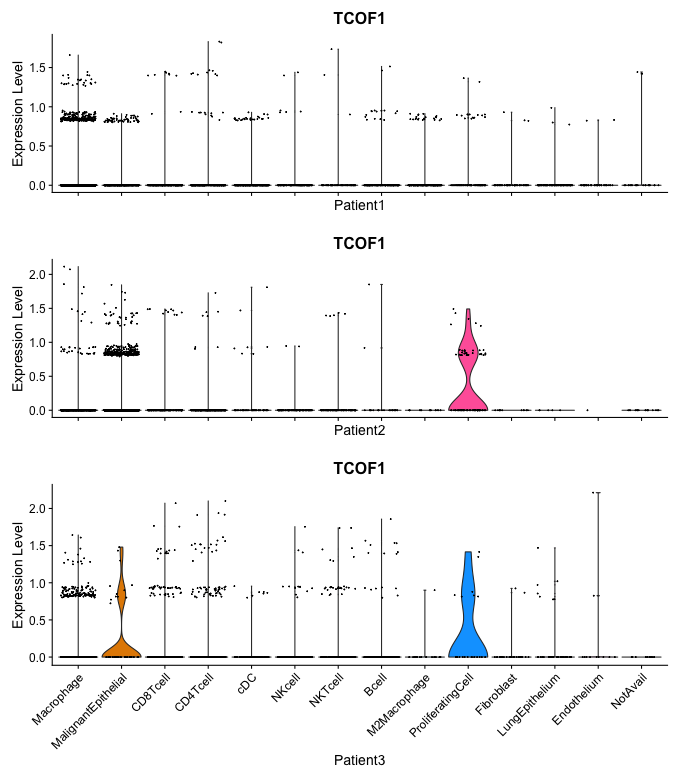 TCOF1
Expression Level
1.5
1.0
0.5
0.0
Patient1
TCOF1
Expression Level
2.0
1.5
1.0
0.5
0.0
Patient2
TCOF1
Expression Level
2.0
1.5
1.0
0.5
0.0
Macrophage
MalignantEpithelial
CD8Tcell
CD4Tcell
cDC
NKcell
NKTcell
Bcell
M2Macrophage
ProliferatingCell
Fibroblast
LungEpithelium
Endothelium
NotAvail
Patient3